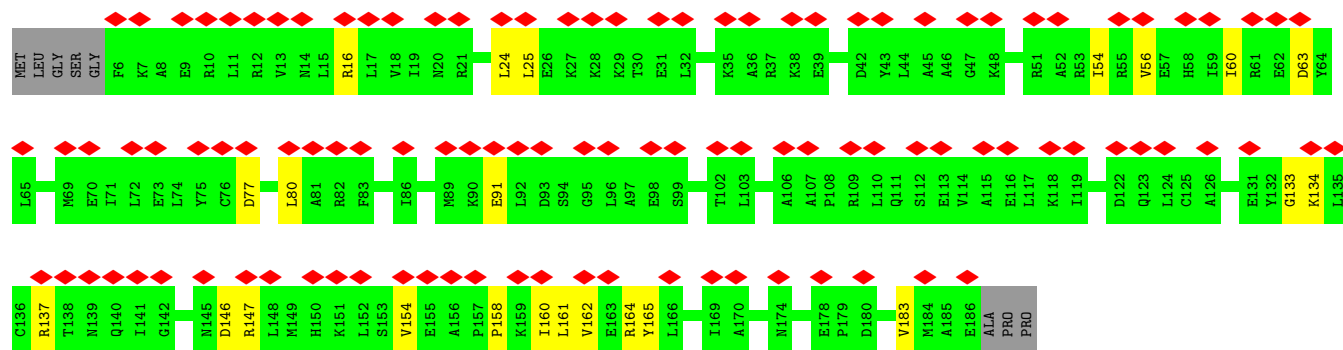 MET LEU GLY SER GLY F6 K7 A8 E9 R10 L11 R12 V13 N14 L15 R16 L17 V18 I19 N20 R21 L24 L25 E26 K27 K28 K29 T30 E31 L32 K35 A36 R37 K38 E39 D42 Y43 L44 A45 A46 G47 K48 R51 A52 R53 I54 R55 V56 E57 H58 I59 I60 R61 E62 D63 Y64
L65 M69 E70 I71 L72 E73 L74 Y75 C76 D77 L80 A81 R82 F83 I86 M89 K90 E91 L92 D93 S94 G95 L96 A97 E98 S99 T102 L103 A106 A107 P108 R109 L110 Q111 S112 E113 V114 A115 E116 L117 K118 I119 D122 Q123 L124 C125 A126 E131 Y132 G133 K134 L135
C136 R137 T138 N139 Q140 I141 G142 N145 D146 R147 L148 M149 H150 K151 L152 S153 V154 E155 A156 P157 P158 K159 I160 L161 V162 E163 R164 Y165 L166 I169 A170 N174 E178 P179 D180 V183 M184 A185 E186 ALA PRO PRO